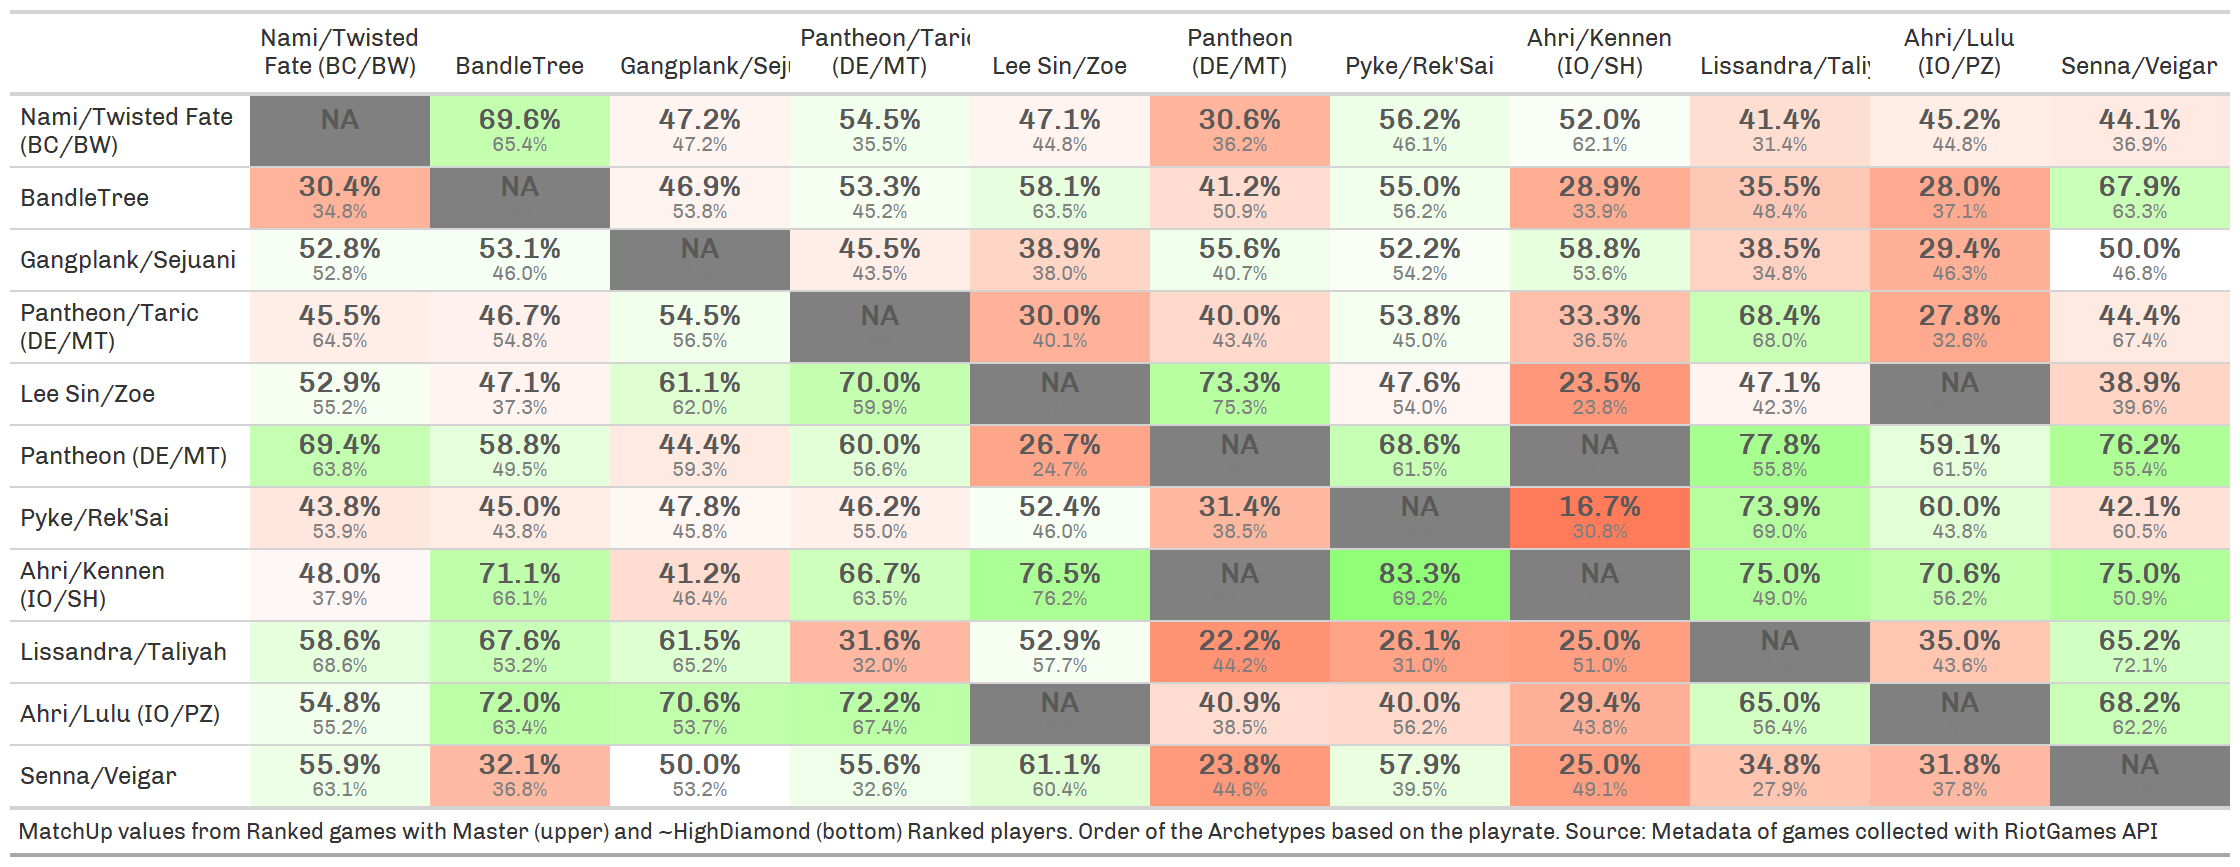 Nami/Twisted Fate (BC/BW) BandleTree Gangplank/Sej Pantheon/Taric (DE/MT) Lee Sin/Zoe Pantheon (DE/MT) Pyke/Rek'Sai Ahri/Kennen (IO/SH) Lissandra/Taliy Ahri/Lulu (IO/PZ) Senna/Veigar
Nami/Twisted Fate (BC/BW) NA 69.6% 47.2% 54.5% 47.1% 30.6% 56.2% 52.0% 41.4% 45.2% 44.1%
65.4% 47.2% 35.5% 44.8% 36.2% 46.1% 62.1% 31.4% 44.8% 36.9%
BandleTree 30.4% NA 46.9% 53.3% 58.1% 41.2% 55.0% 28.9% 35.5% 28.0% 67.9%
34.8% 53.8% 45.2% 63.5% 50.9% 56.2% 33.9% 48.4% 37.1% 63.3%
Gangplank/Sejuani 52.8% 53.1% NA 45.5% 38.9% 55.6% 52.2% 58.8% 38.5% 29.4% 50.0%
52.8% 46.0% 43.5% 38.0% 40.7% 54.2% 53.6% 34.8% 46.3% 46.8%
Pantheon/Taric (DE/MT) 45.5% 46.7% 54.5% NA 30.0% 40.0% 53.8% 33.3% 68.4% 27.8% 44.4%
64.5% 54.8% 56.5% 40.1% 43.4% 45.0% 36.5% 68.0% 32.6% 67.4%
Lee Sin/Zoe 52.9% 47.1% 61.1% 70.0% NA 73.3% 47.6% 23.5% 47.1% NA 38.9%
55.2% 37.3% 62.0% 59.9% 75.3% 54.0% 23.8% 42.3% 39.6%
Pantheon (DE/MT) 69.4% 58.8% 44.4% 60.0% 26.7% NA 68.6% NA 77.8% 59.1% 76.2%
63.8% 49.5% 59.3% 56.6% 24.7% 61.5% 55.8% 61.5% 55.4%
Pyke/Rek'Sai 43.8% 45.0% 47.8% 46.2% 52.4% 31.4% NA 16.7% 73.9% 60.0% 42.1%
53.9% 43.8% 45.8% 55.0% 46.0% 38.5% 30.8% 69.0% 43.8% 60.5%
Ahri/Kennen (IO/SH) 48.0% 71.1% 41.2% 66.7% 76.5% NA 83.3% NA 75.0% 70.6% 75.0%
37.9% 66.1% 46.4% 63.5% 76.2% 69.2% 49.0% 56.2% 50.9%
Lissandra/Taliyah 58.6% 67.6% 61.5% 31.6% 52.9% 22.2% 26.1% 25.0% NA 35.0% 65.2%
68.6% 53.2% 65.2% 32.0% 57.7% 44.2% 31.0% 51.0% 43.6% 72.1%
Ahri/Lulu (IO/PZ) 54.8% 72.0% 70.6% 72.2% NA 40.9% 40.0% 29.4% 65.0% NA 68.2%
55.2% 63.4% 53.7% 67.4% 38.5% 56.2% 43.8% 56.4% 62.2%
Senna/Veigar 55.9% 32.1% 50.0% 55.6% 61.1% 23.8% 57.9% 25.0% 34.8% 31.8% NA
63.1% 36.8% 53.2% 32.6% 60.4% 44.6% 39.5% 49.1% 27.9% 37.8%
MatchUp values from Ranked games with Master (upper) and ~HighDiamond (bottom) Ranked players. Order of the Archetypes based on the playrate. Source: Metadata of games collected with RiotGames API